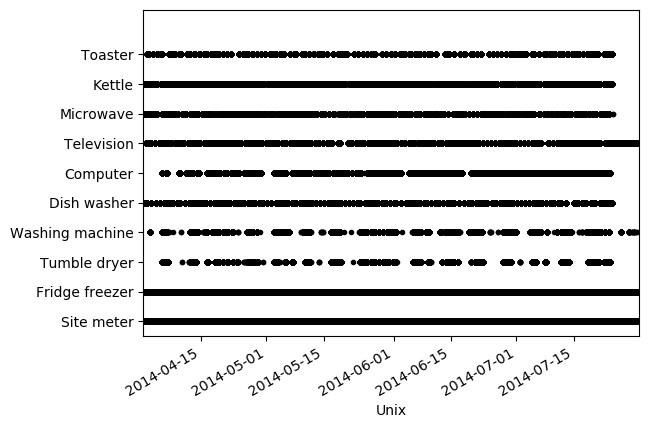 Toaster
Kettle
Microwave
Television
Computer
Dish washer
Washing machine
Tumble dryer
Fridge freezer
Site meter
2014-04-15
2014-05-01
2014-05-15
2014-06-01
2014-06-15
2014-07-01
2014-07-15
Unix